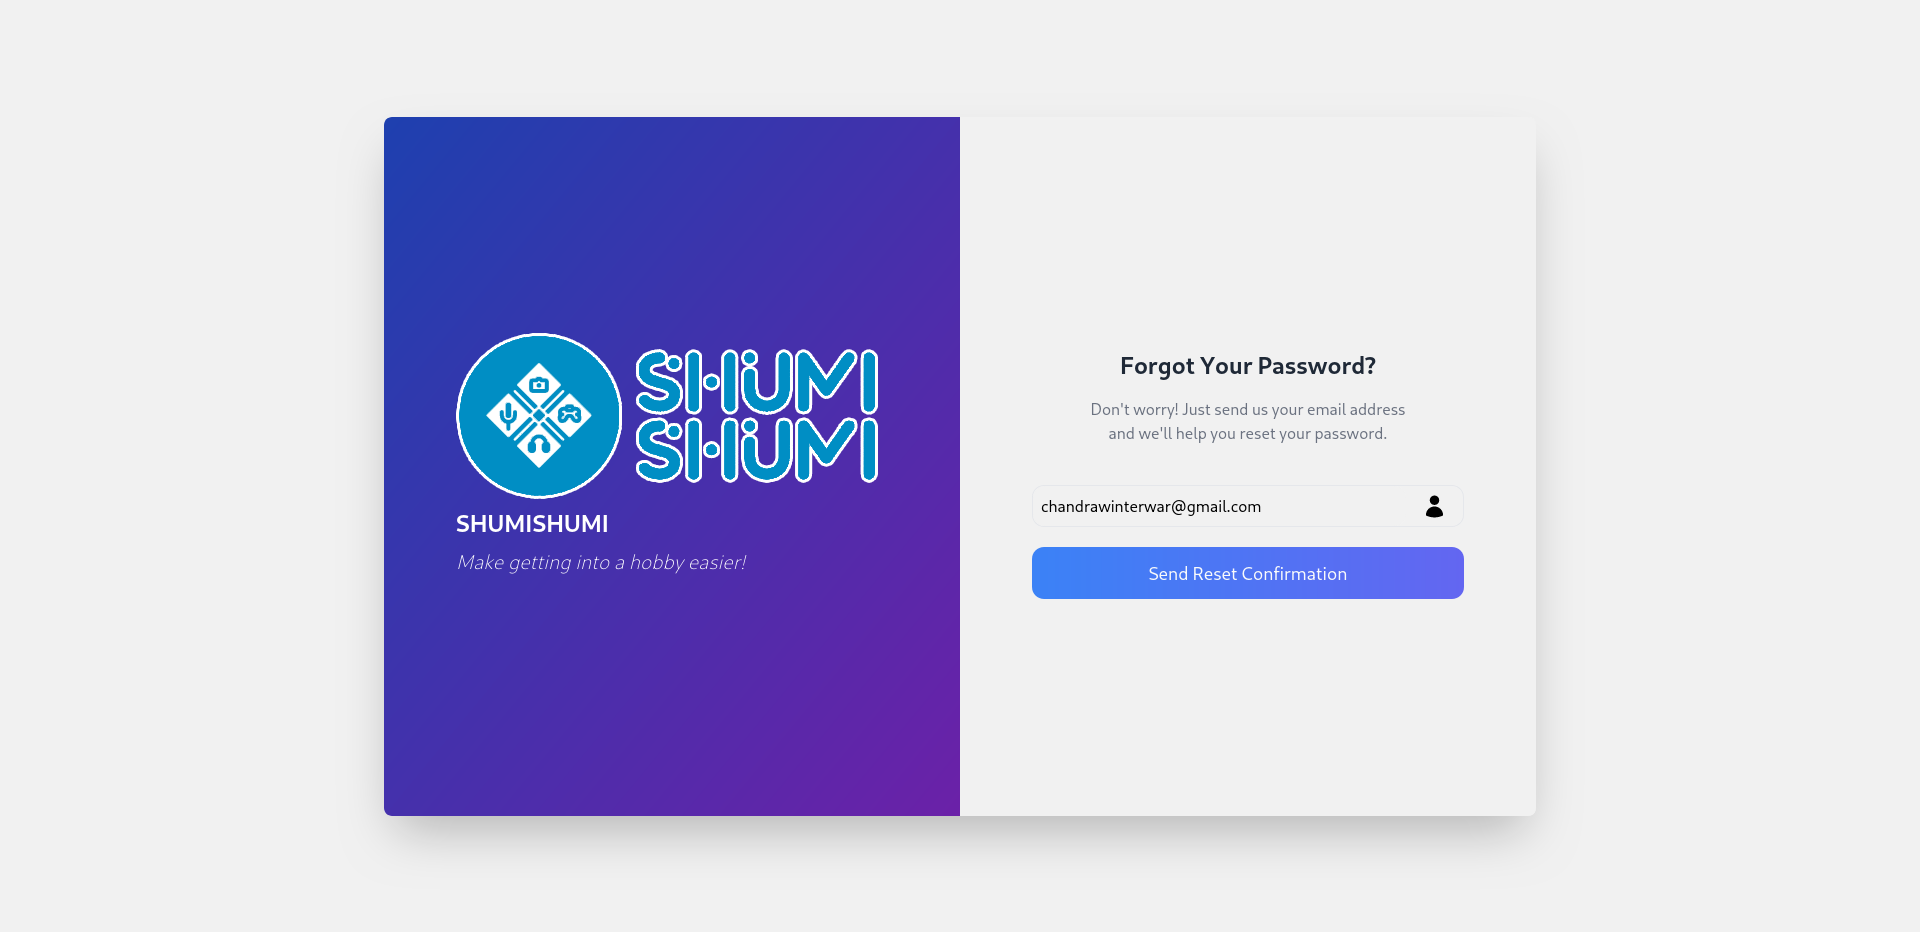 SHUMI
SHUMI
SHUMISHUMI
Make getting into a hobby easier!
Forgot Your Password?
Don't worry! Just send us your email address
and we'll help you reset your password.
chandrawinterwar@gmail.com
Send Reset Confirmation